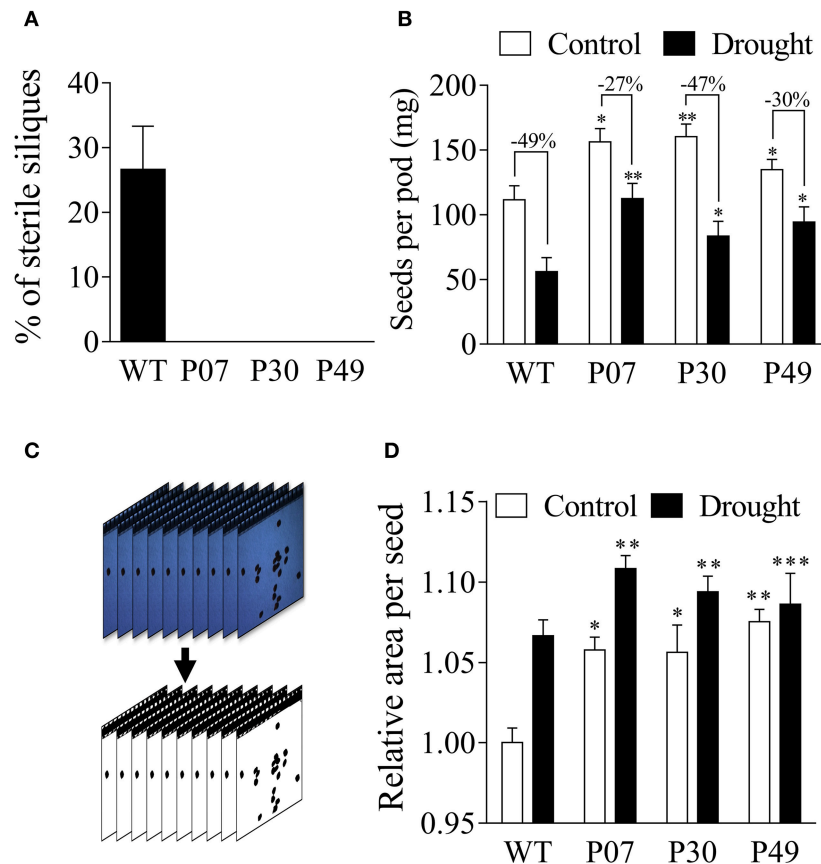 A
% of sterile siliques
40
30
20
10
0
WT P07 P30 P49
B
Control Drought
Seeds per pod (mg)
200
150
100
50
0
-49%
-27%
-47%
-30%
*
**
**
*
*
*
WT P07 P30 P49
C
D
Control Drought
Relative area per seed
1.15
1.10
1.05
1.00
0.95
*
**
*
**
**
***
WT P07 P30 P49